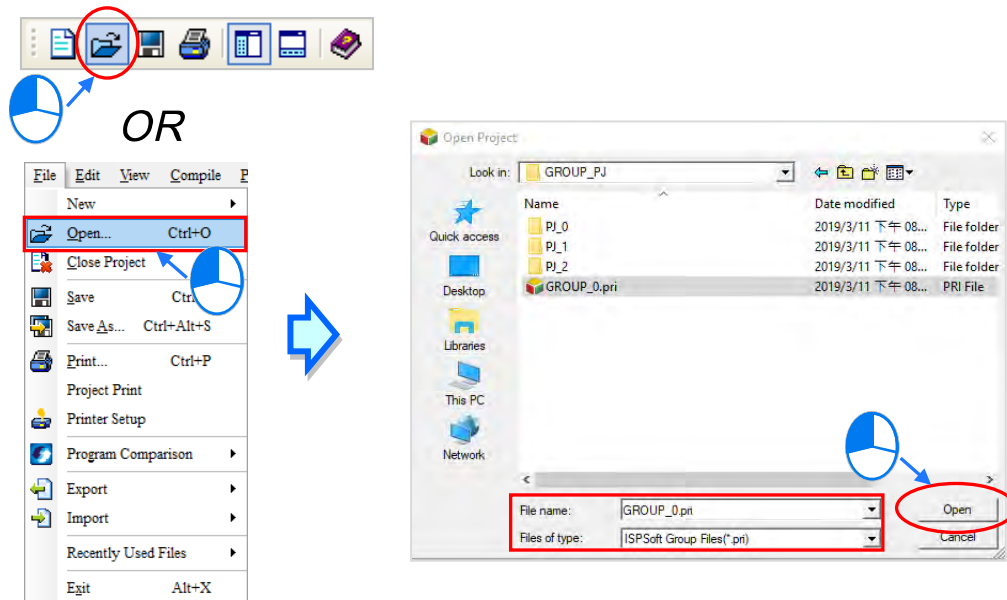 OR
File Edit View Compile P
New
Open... Ctrl+O
Close Project
Save Ctrl
Save As... Ctrl+Alt+S
Print... Ctrl+P
Project Print
Printer Setup
Program Comparison
Export
Import
Recently Used Files
Exit Alt+X
Open Project
Look in: GROUP_PJ
Name Date modified Type
PJ_0 2019/3/11 下午 08... File folder
PJ_1 2019/3/11 下午 08... File folder
PJ_2 2019/3/11 下午 08... File folder
GROUP_0.pri 2019/3/11 下午 08... PRI File
Quick access
Desktop
Libraries
This PC
Network
File name: GROUP_0.pri Open
Files of type: ISPSoft Group Files(*.pri) Cancel